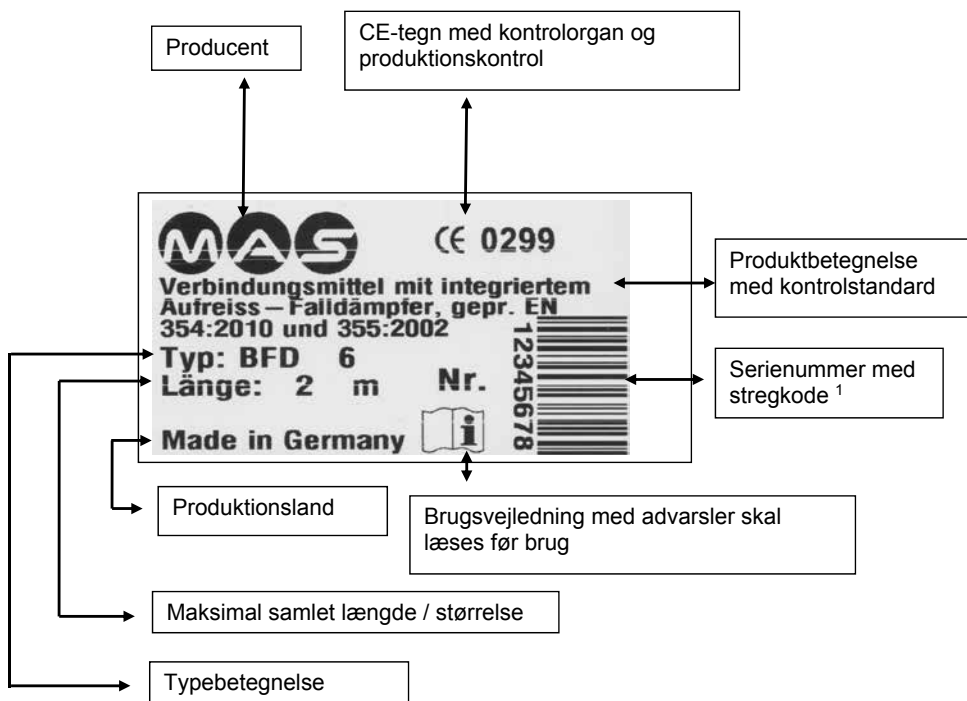 Producent
CE-tegn med kontrolorgan og
produktionskontrol
MAS
CE 0299
Verbindungsmittel mit integriertem
Aufreiss – Falldämpfer, gepr. EN
354:2010 und 355:2002
Typ: BFD 6
Länge: 2 m
Nr.
12345678
Made in Germany
i
Produktbetegnelse
med kontrolstandard
Serienummer med
stregkode ¹
Produktionsland
Brugsvejledning med advarsler skal
læses før brug
Maksimal samlet længde / størrelse
Typebetegnelse